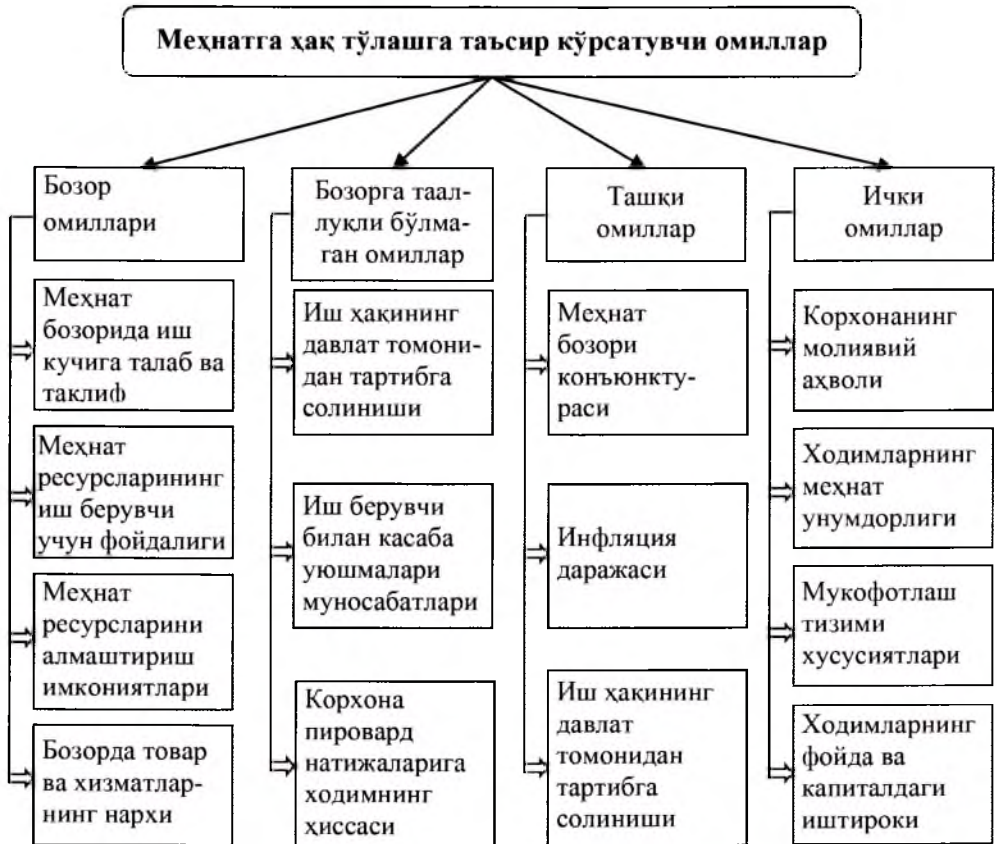 Меҳнатга ҳақ тўлашга таъсир кўрсатувчи омиллар
Бозор
омиллари
Меҳнат
бозорида иш
кучига талаб ва
таклиф
Меҳнат
ресурсларининг
иш берувчи
учун фойдалиги
Меҳнат
ресурсларини
алмаштириш
имкониятлари
Бозорда товар
ва хизматлар-
нинг нархи
Бозорга таал-
луқли бўлма-
ган омиллар
Иш ҳақининг
давлат томони-
дан тартибга
солиниши
Иш берувчи
билан касаба
уюшмалари
муносабатлари
Корхона
пировард
натижаларига
ходимнинг
ҳиссаси
Ташқи
омиллар
Меҳнат
бозори
конъюнкту-
раси
Инфляция
даражаси
Иш ҳақининг
давлат
томонидан
тартибга
солиниши
Ички
омиллар
Корхонанинг
молиявий
аҳволи
Ходимларнинг
меҳнат
унумдорлиги
Мукофотлаш
тизими
хусусиятлари
Ходимларнинг
фойда ва
капиталдаги
иштироки